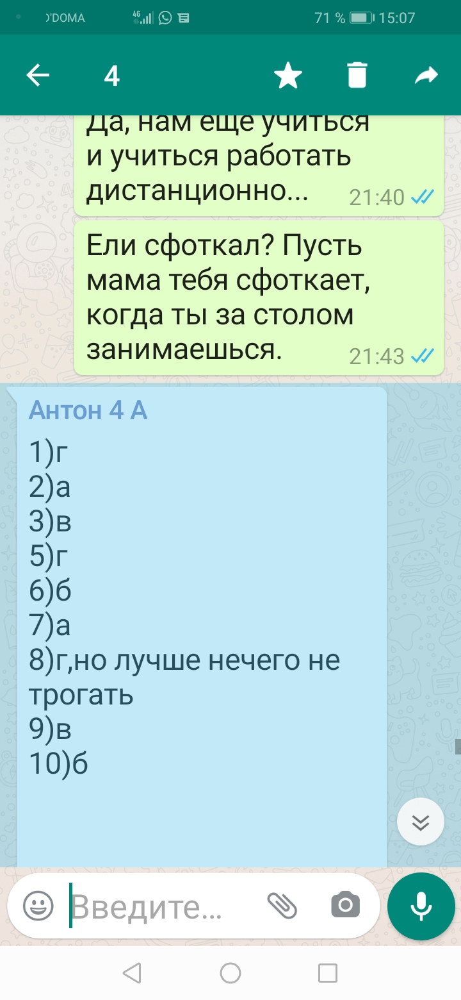 O'DOMA 4G 71 % 15:07
4
Да, нам еще учиться
и учиться работать
дистанционно...
21:40
Ели сфоткал? Пусть
мама тебя сфоткает,
когда ты за столом
занимаешься.
21:43
Антон 4 А
1)г
2)а
3)в
5)г
6)б
7)а
8)г,но лучше нечего не
трогать
9)в
10)б
Введите...